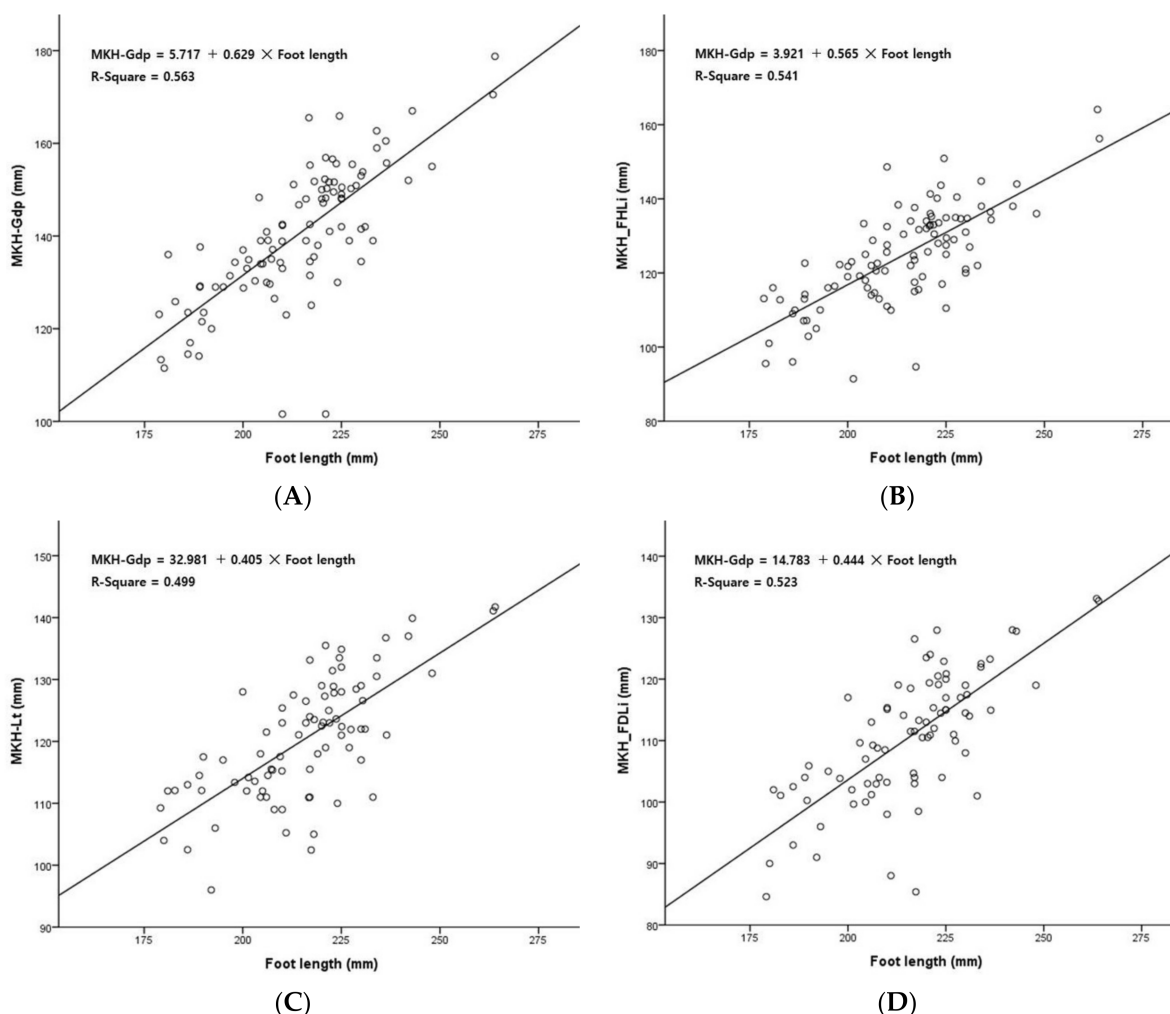 MKH-Gdp = 5.717 + 0.629 × Foot length
R-Square = 0.563
MKH-Gdp (mm)
180
160
140
120
100
175 200 225 250 275
Foot length (mm)
(A)
MKH-Gdp = 3.921 + 0.565 × Foot length
R-Square = 0.541
MKH_FHLi (mm)
180
160
140
120
100
80
175 200 225 250 275
Foot length (mm)
(B)
MKH-Gdp = 32.981 + 0.405 × Foot length
R-Square = 0.499
MKH-Lt (mm)
150
140
130
120
110
100
90
175 200 225 250 275
Foot length (mm)
(C)
MKH-Gdp = 14.783 + 0.444 × Foot length
R-Square = 0.523
MKH_FDLi (mm)
140
130
120
110
100
90
80
175 200 225 250 275
Foot length (mm)
(D)